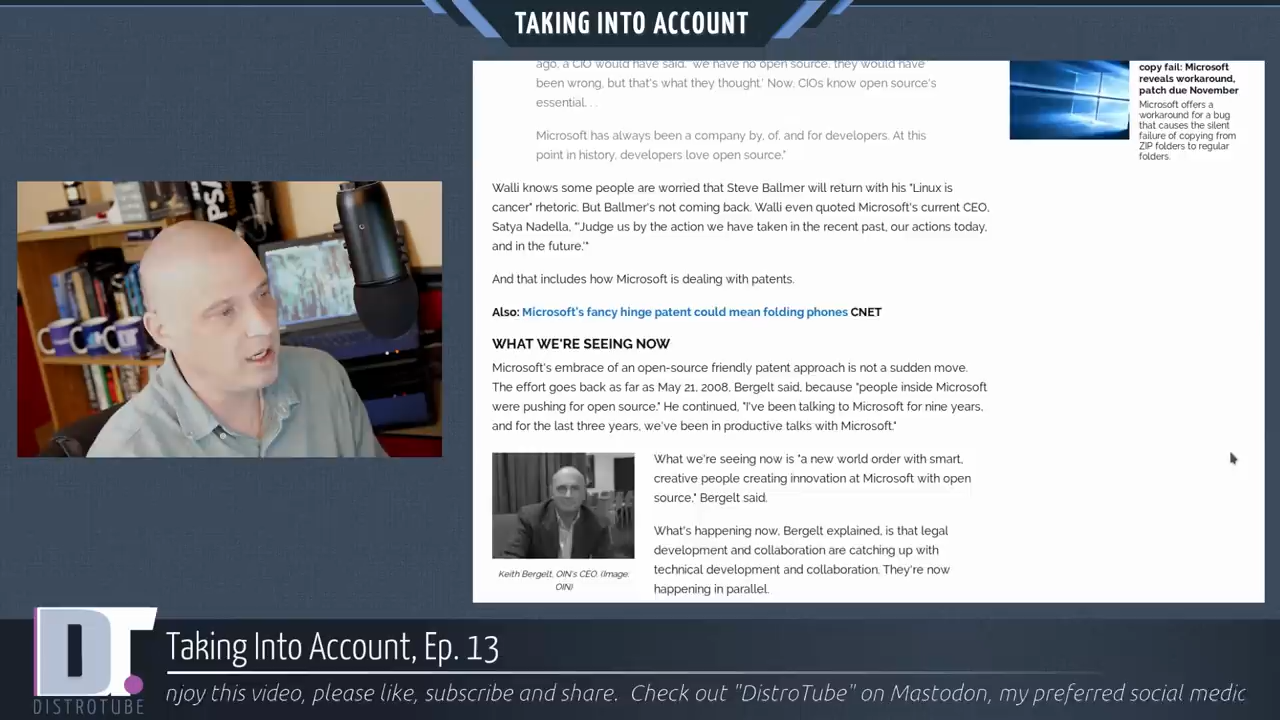 TAKING INTO ACCOUNT
ago, a CIO would have said, 'we have no open source, they would have
been wrong, but that's what they thought.' Now, CIOs know open source's
essential. . .
Microsoft has always been a company by, of, and for developers. At this
point in history, developers love open source."
Walli knows some people are worried that Steve Ballmer will return with his "Linux is
cancer" rhetoric. But Ballmer's not coming back. Walli even quoted Microsoft's current CEO,
Satya Nadella, "'Judge us by the action we have taken in the recent past, our actions today,
and in the future.'"
And that includes how Microsoft is dealing with patents.
Also: Microsoft's fancy hinge patent could mean folding phones CNET
WHAT WE'RE SEEING NOW
Microsoft's embrace of an open-source friendly patent approach is not a sudden move.
The effort goes back as far as May 21, 2008, Bergelt said, because "people inside Microsoft
were pushing for open source." He continued, "I've been talking to Microsoft for nine years,
and for the last three years, we've been in productive talks with Microsoft."
What we're seeing now is "a new world order with smart,
creative people creating innovation at Microsoft with open
source," Bergelt said.
What's happening now, Bergelt explained, is that legal
development and collaboration are catching up with
technical development and collaboration. They're now
happening in parallel.
Keith Bergelt, OIN's CEO. (Image:
OIN)
copy fail: Microsoft
reveals workaround,
patch due November
Microsoft offers a
workaround for a bug
that causes the silent
failure of copying from
ZIP folders to regular
folders.
DT
DISTROTUBE
Taking Into Account, Ep. 13
njoy this video, please like, subscribe and share. Check out "DistroTube" on Mastodon, my preferred social medic